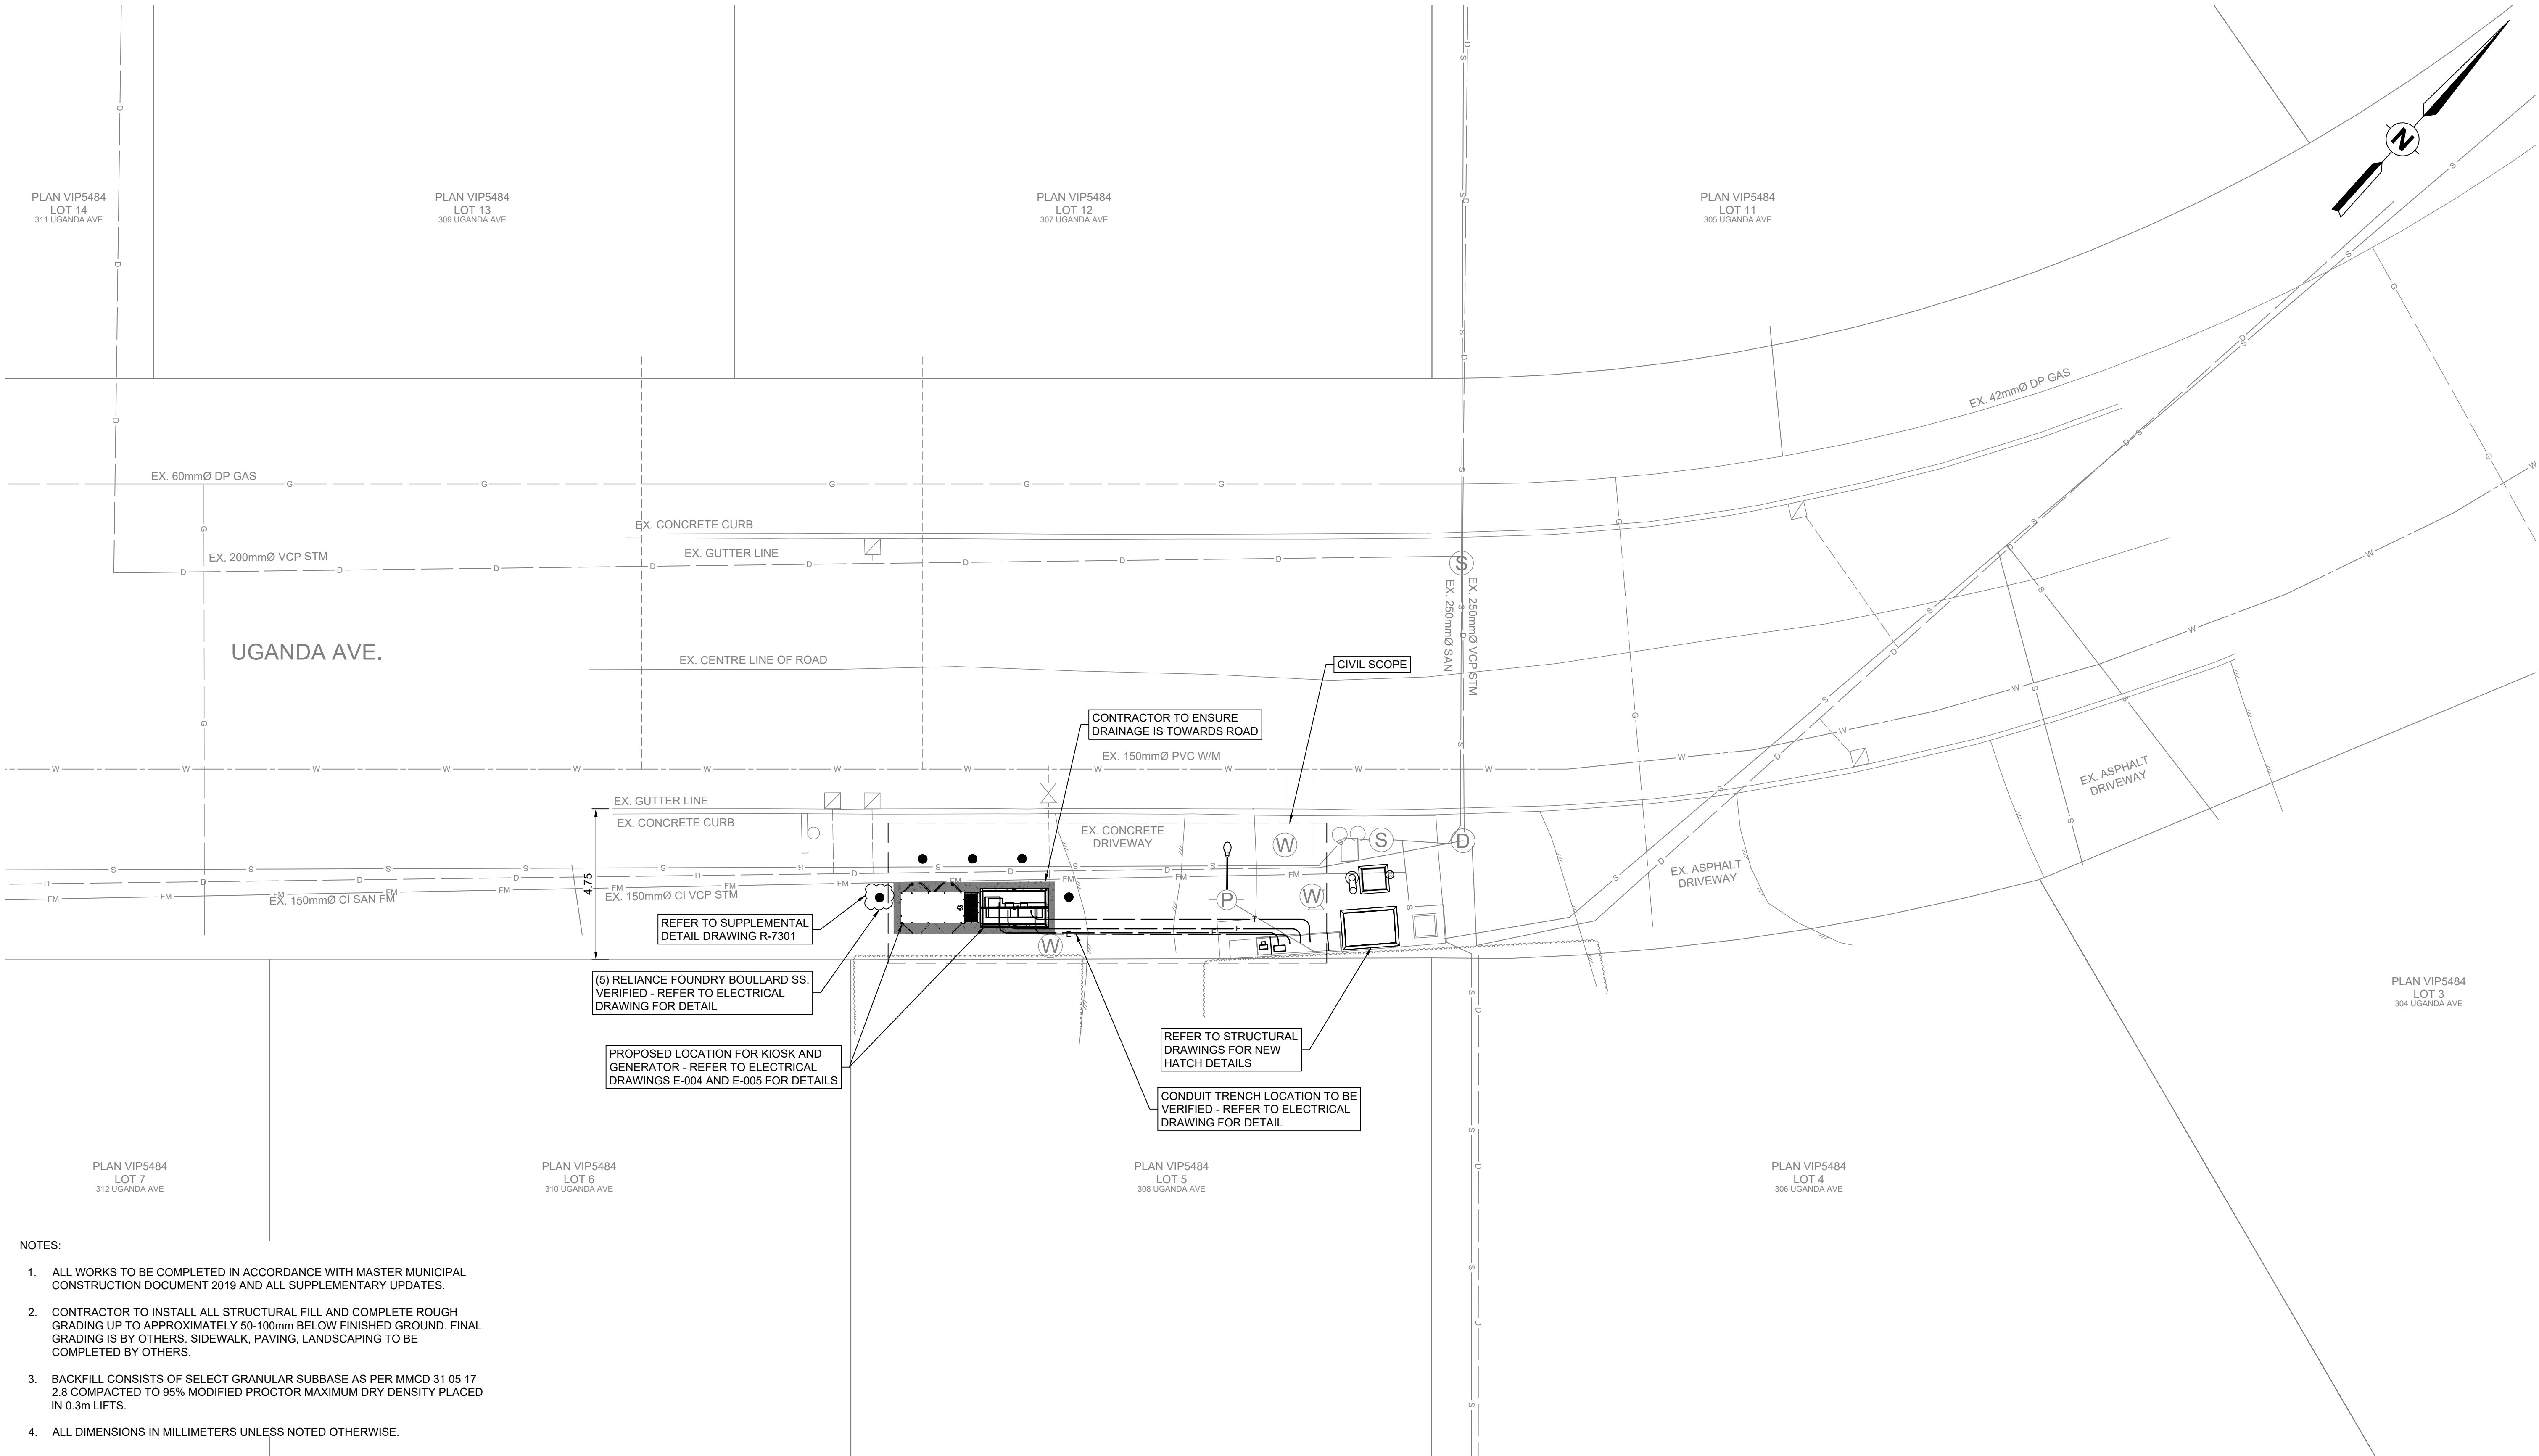 PLAN VIP5484
LOT 14
311 UGANDA AVE
PLAN VIP5484
LOT 13
309 UGANDA AVE
PLAN VIP5484
LOT 12
307 UGANDA AVE
PLAN VIP5484
LOT 11
305 UGANDA AVE
N
EX. 42mmØ DP GAS
EX. 60mmØ DP GAS
EX. CONCRETE CURB
EX. GUTTER LINE
EX. 200mmØ VCP STM
S
EX. 250mmØ SAN
EX. 250mmØ VCP STM
UGANDA AVE.
EX. CENTRE LINE OF ROAD
CIVIL SCOPE
CONTRACTOR TO ENSURE
DRAINAGE IS TOWARDS ROAD
EX. 150mmØ PVC W/M
EX. GUTTER LINE
EX. CONCRETE CURB
EX. CONCRETE
DRIVEWAY
EX. ASPHALT
DRIVEWAY
EX. ASPHALT
DRIVEWAY
W
S
D
P
W
W
4.75
EX. 150mmØ CI SAN FM
EX. 150mmØ CI VCP STM
REFER TO SUPPLEMENTAL
DETAIL DRAWING R-7301
(5) RELIANCE FOUNDRY BOULLARD SS.
VERIFIED - REFER TO ELECTRICAL
DRAWING FOR DETAIL
PROPOSED LOCATION FOR KIOSK AND
GENERATOR - REFER TO ELECTRICAL
DRAWINGS E-004 AND E-005 FOR DETAILS
REFER TO STRUCTURAL
DRAWINGS FOR NEW
HATCH DETAILS
CONDUIT TRENCH LOCATION TO BE
VERIFIED - REFER TO ELECTRICAL
DRAWING FOR DETAIL
PLAN VIP5484
LOT 3
304 UGANDA AVE
PLAN VIP5484
LOT 7
312 UGANDA AVE
PLAN VIP5484
LOT 6
310 UGANDA AVE
PLAN VIP5484
LOT 5
308 UGANDA AVE
PLAN VIP5484
LOT 4
306 UGANDA AVE
NOTES:
1. ALL WORKS TO BE COMPLETED IN ACCORDANCE WITH MASTER MUNICIPAL
CONSTRUCTION DOCUMENT 2019 AND ALL SUPPLEMENTARY UPDATES.
2. CONTRACTOR TO INSTALL ALL STRUCTURAL FILL AND COMPLETE ROUGH
GRADING UP TO APPROXIMATELY 50-100mm BELOW FINISHED GROUND. FINAL
GRADING IS BY OTHERS. SIDEWALK, PAVING, LANDSCAPING TO BE
COMPLETED BY OTHERS.
3. BACKFILL CONSISTS OF SELECT GRANULAR SUBBASE AS PER MMCD 31 05 17
2.8 COMPACTED TO 95% MODIFIED PROCTOR MAXIMUM DRY DENSITY PLACED
IN 0.3m LIFTS.
4. ALL DIMENSIONS IN MILLIMETERS UNLESS NOTED OTHERWISE.